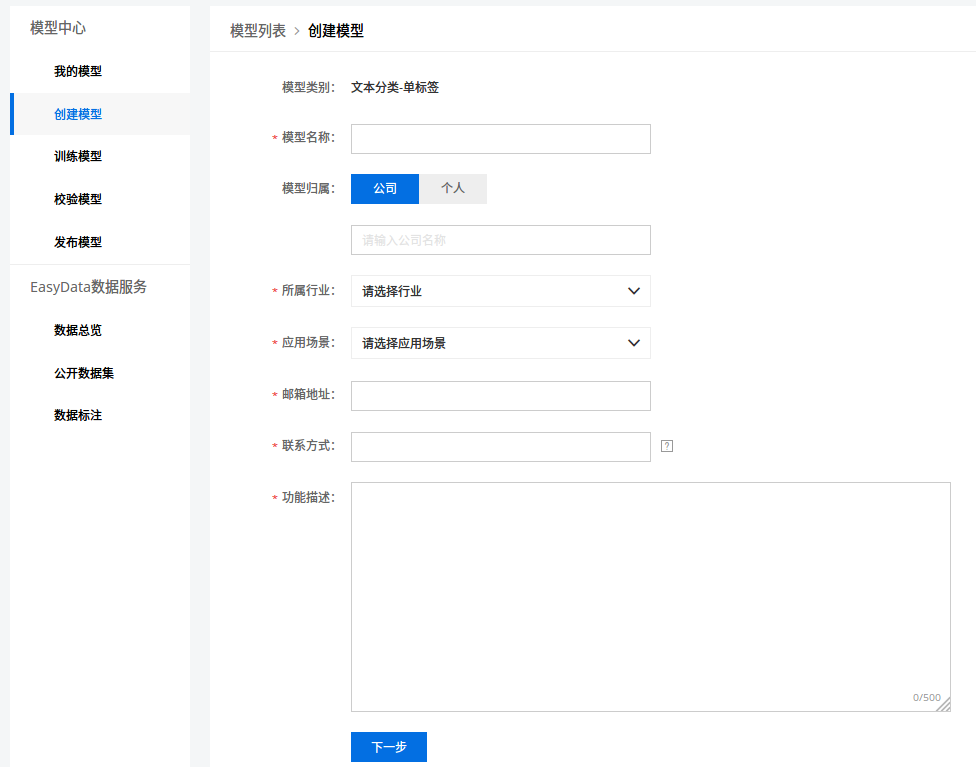 模型中心
我的模型
创建模型
训练模型
校验模型
发布模型
EasyData数据服务
数据总览
公开数据集
数据标注
模型列表 > 创建模型
模型类别： 文本分类-单标签
* 模型名称：
模型归属： 公司 个人
请输入公司名称
* 所属行业： 请选择行业
* 应用场景： 请选择应用场景
* 邮箱地址：
* 联系方式： ?
* 功能描述：
0/500
下一步